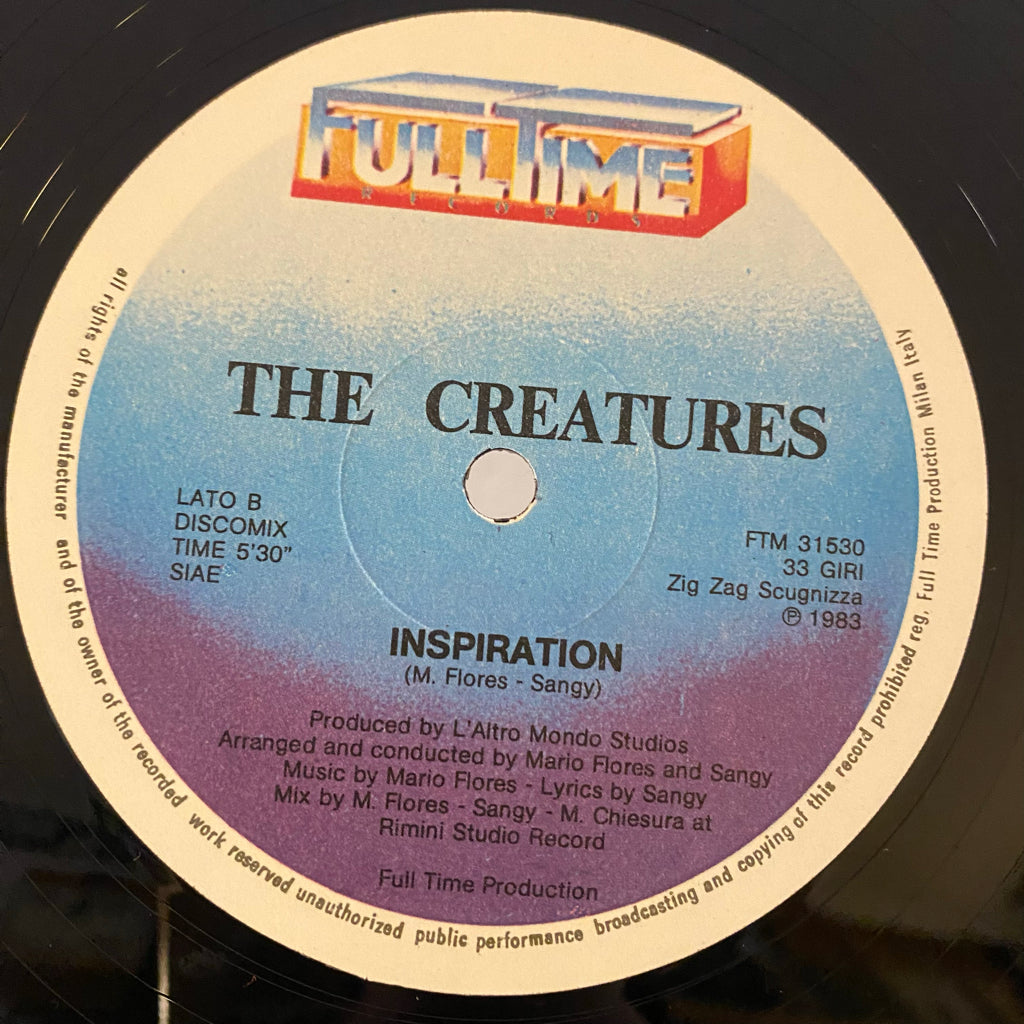 FULLTIME
RECORDS
THE CREATURES
LATO B
DISCOMIX
TIME 5'30"
SIAE
FTM 31530
33 GIRI
Zig Zag Scugnizza
℗ 1983
INSPIRATION
(M. Flores - Sangy)
Produced by L'Altro Mondo Studios
Arranged and conducted by Mario Flores and Sangy
Music by Mario Flores - Lyrics by Sangy
Mix by M. Flores - Sangy - M. Chiesura at
Rimini Studio Record
Full Time Production
all rights of the manufacturer and of the owner of the recorded work reserved unauthorized public performance broadcasting and copying of this record prohibited reg. Full Time Production Milan Italy